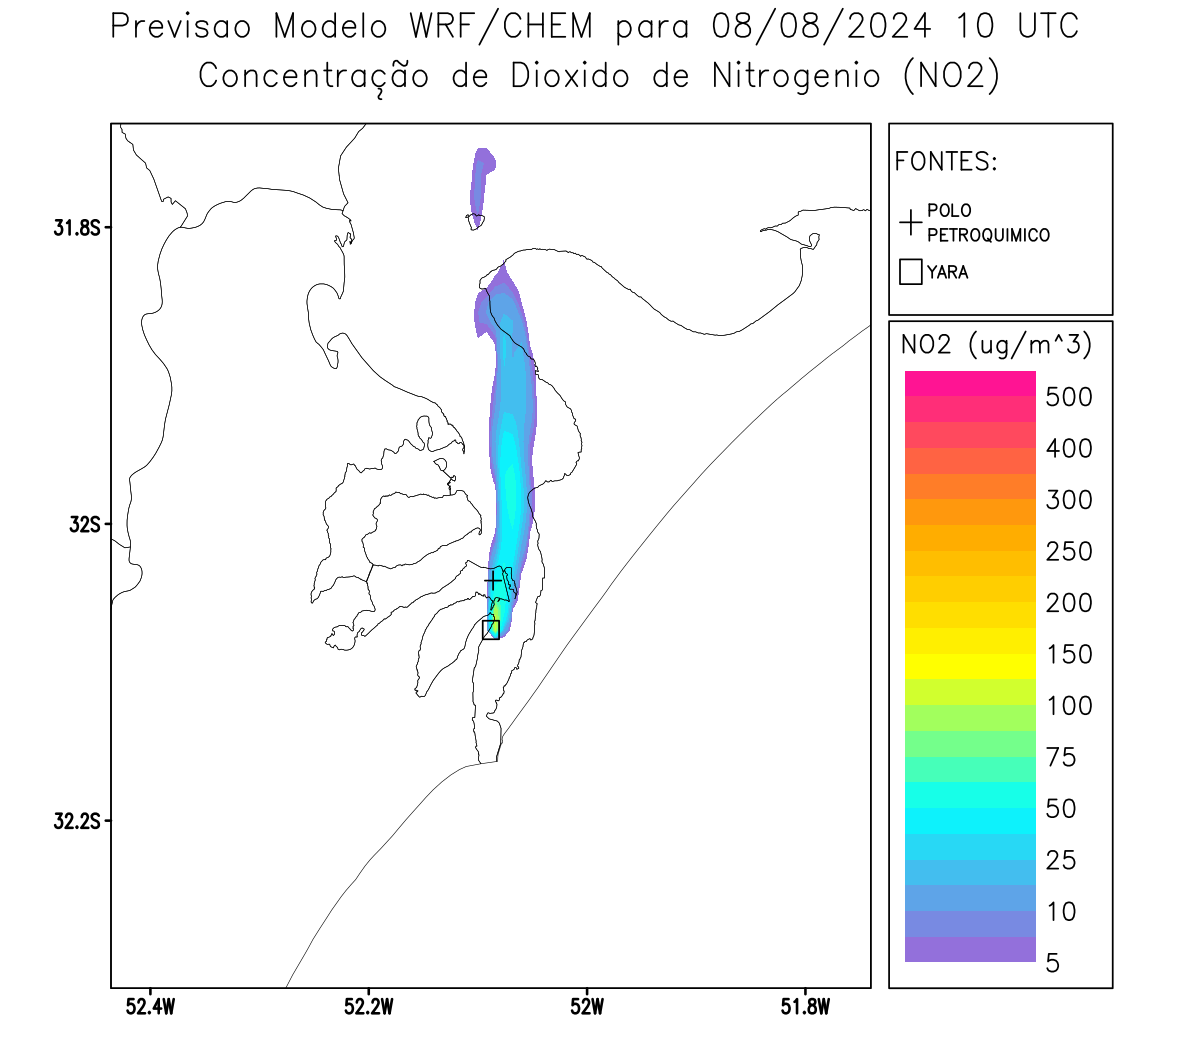 Previsao Modelo WRF/CHEM para 08/08/2024 10 UTC
Concentração de Dioxido de Nitrogenio (NO2)
FONTES:
POLO
PETROQUIMICO
YARA
NO2 (ug/m^3)
500
400
300
250
200
150
100
75
50
25
10
5
31.8S
32S
32.2S
52.4W
52.2W
52W
51.8W